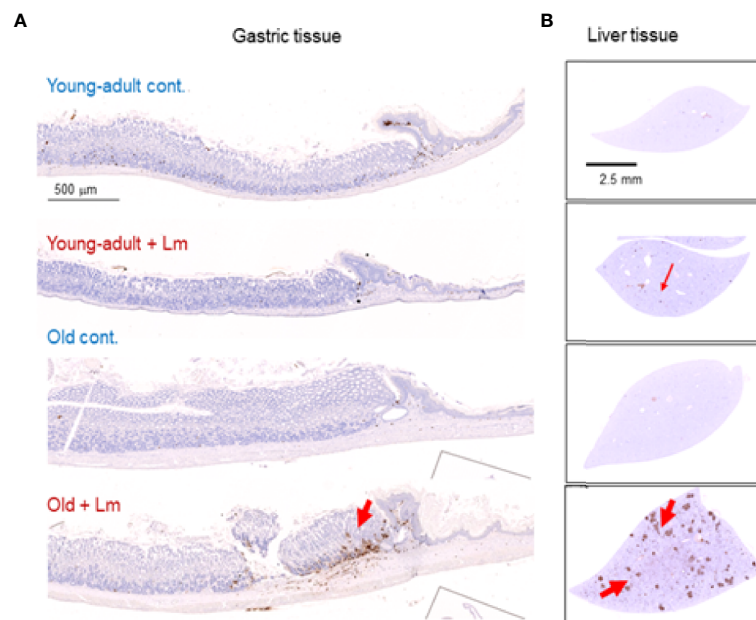 A
B
Gastric tissue
Liver tissue
Young-adult cont.
500 μm
2.5 mm
Young-adult + Lm
Old cont.
Old + Lm